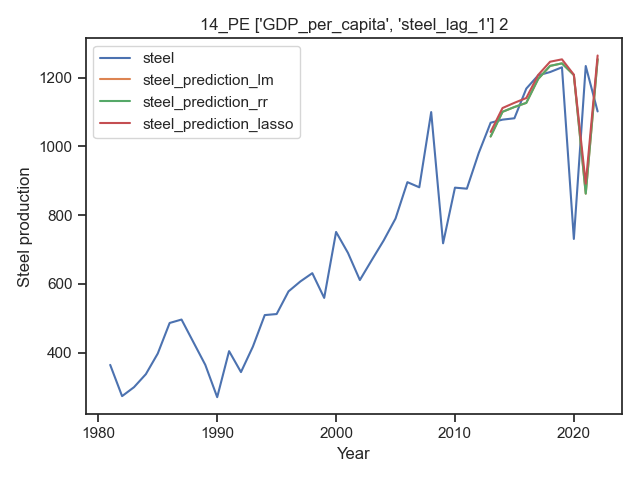 14_PE ['GDP_per_capita', 'steel_lag_1'] 2
steel
steel_prediction_lm
steel_prediction_rr
steel_prediction_lasso
Steel production
1200
1000
800
600
400
1980
1990
2000
2010
2020
Year